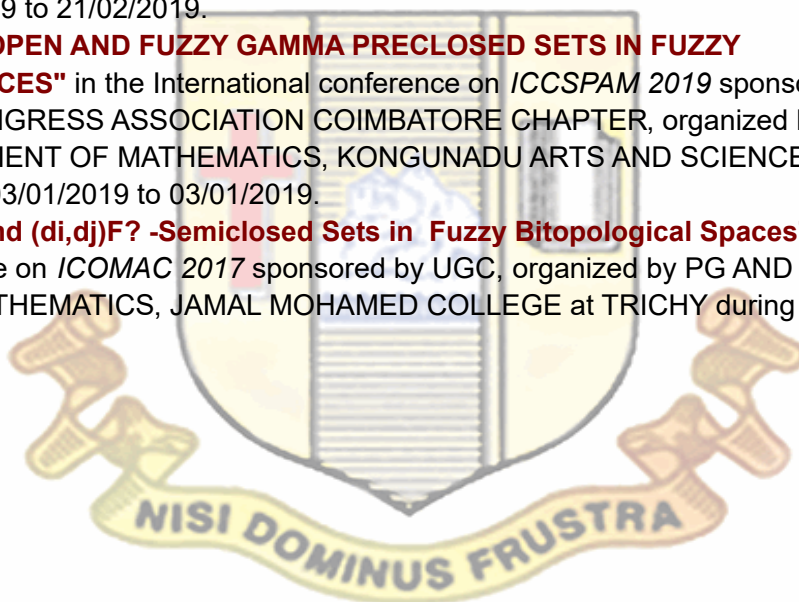 9 to 21/02/2019.
OPEN AND FUZZY GAMMA PRECLOSED SETS IN FUZZY
CES" in the International conference on ICCSPAM 2019 sponso
NGRESS ASSOCIATION COIMBATORE CHAPTER, organized
MENT OF MATHEMATICS, KONGUNADU ARTS AND SCIENCE
03/01/2019 to 03/01/2019.
nd (di,dj)F? -Semiclosed Sets in Fuzzy Bitopological Spaces
e on ICOMAC 2017 sponsored by UGC, organized by PG AND
THEMATICS, JAMAL MOHAMED COLLEGE at TRICHY during
NISI DOMINUS FRUSTRA